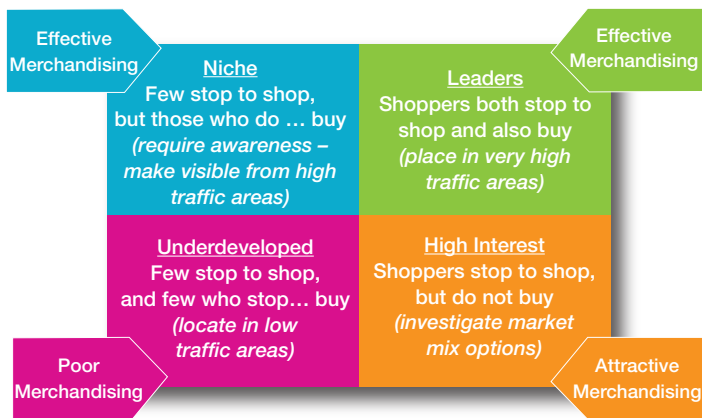 Effective
Merchandising
Effective
Merchandising
Niche
Few stop to shop,
but those who do … buy
(require awareness –
make visible from high
traffic areas)
Leaders
Shoppers both stop to
shop and also buy
(place in very high
traffic areas)
Underdeveloped
Few stop to shop,
and few who stop… buy
(locate in low
traffic areas)
High Interest
Shoppers stop to shop,
but do not buy
(investigate market
mix options)
Poor
Merchandising
Attractive
Merchandising